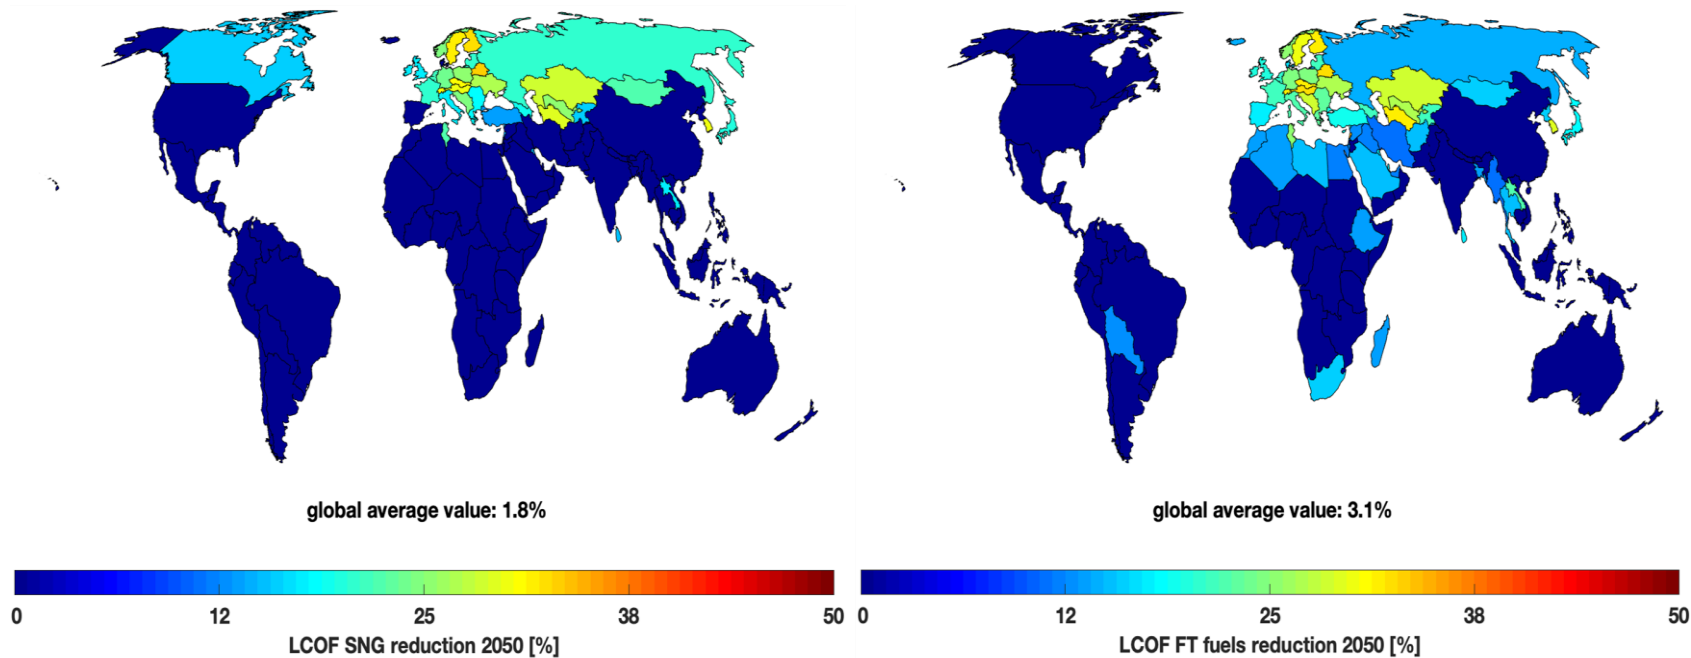 global average value: 1.8%
global average value: 3.1%
0 12 25 38 50
LCOF SNG reduction 2050 [%]
0 12 25 38 50
LCOF FT fuels reduction 2050 [%]